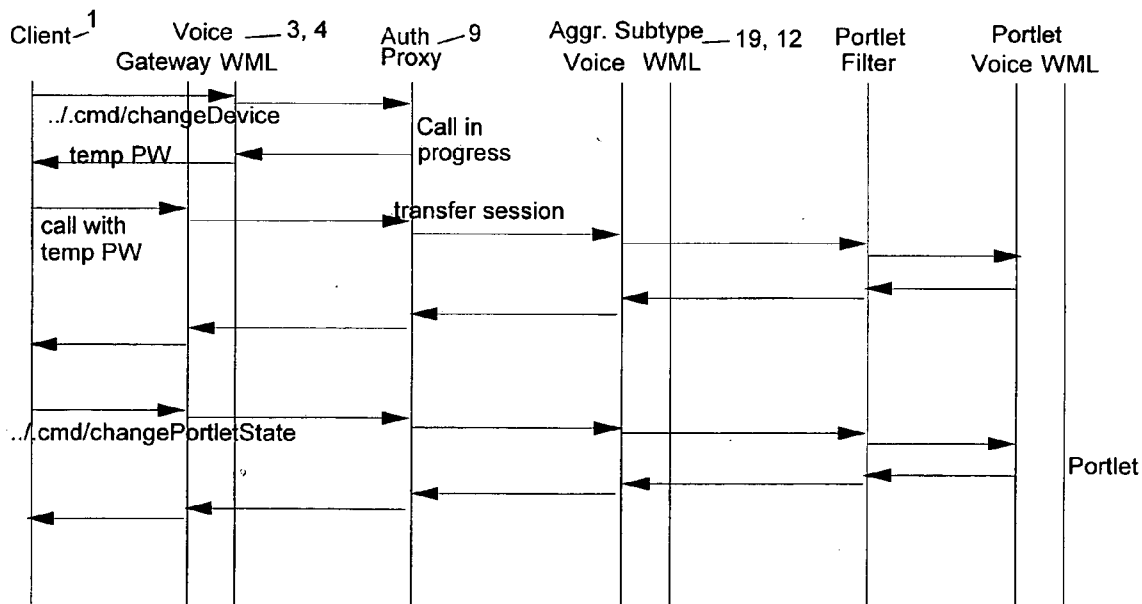 Client 1
Voice 3, 4
Gateway WML
Auth 9
Proxy
Aggr. Subtype 19, 12
Voice WML
Portlet
Filter
Portlet
Voice WML
../.cmd/changeDevice
Call in
progress
temp PW
call with
temp PW
transfer session
../.cmd/changePortletState
Portlet